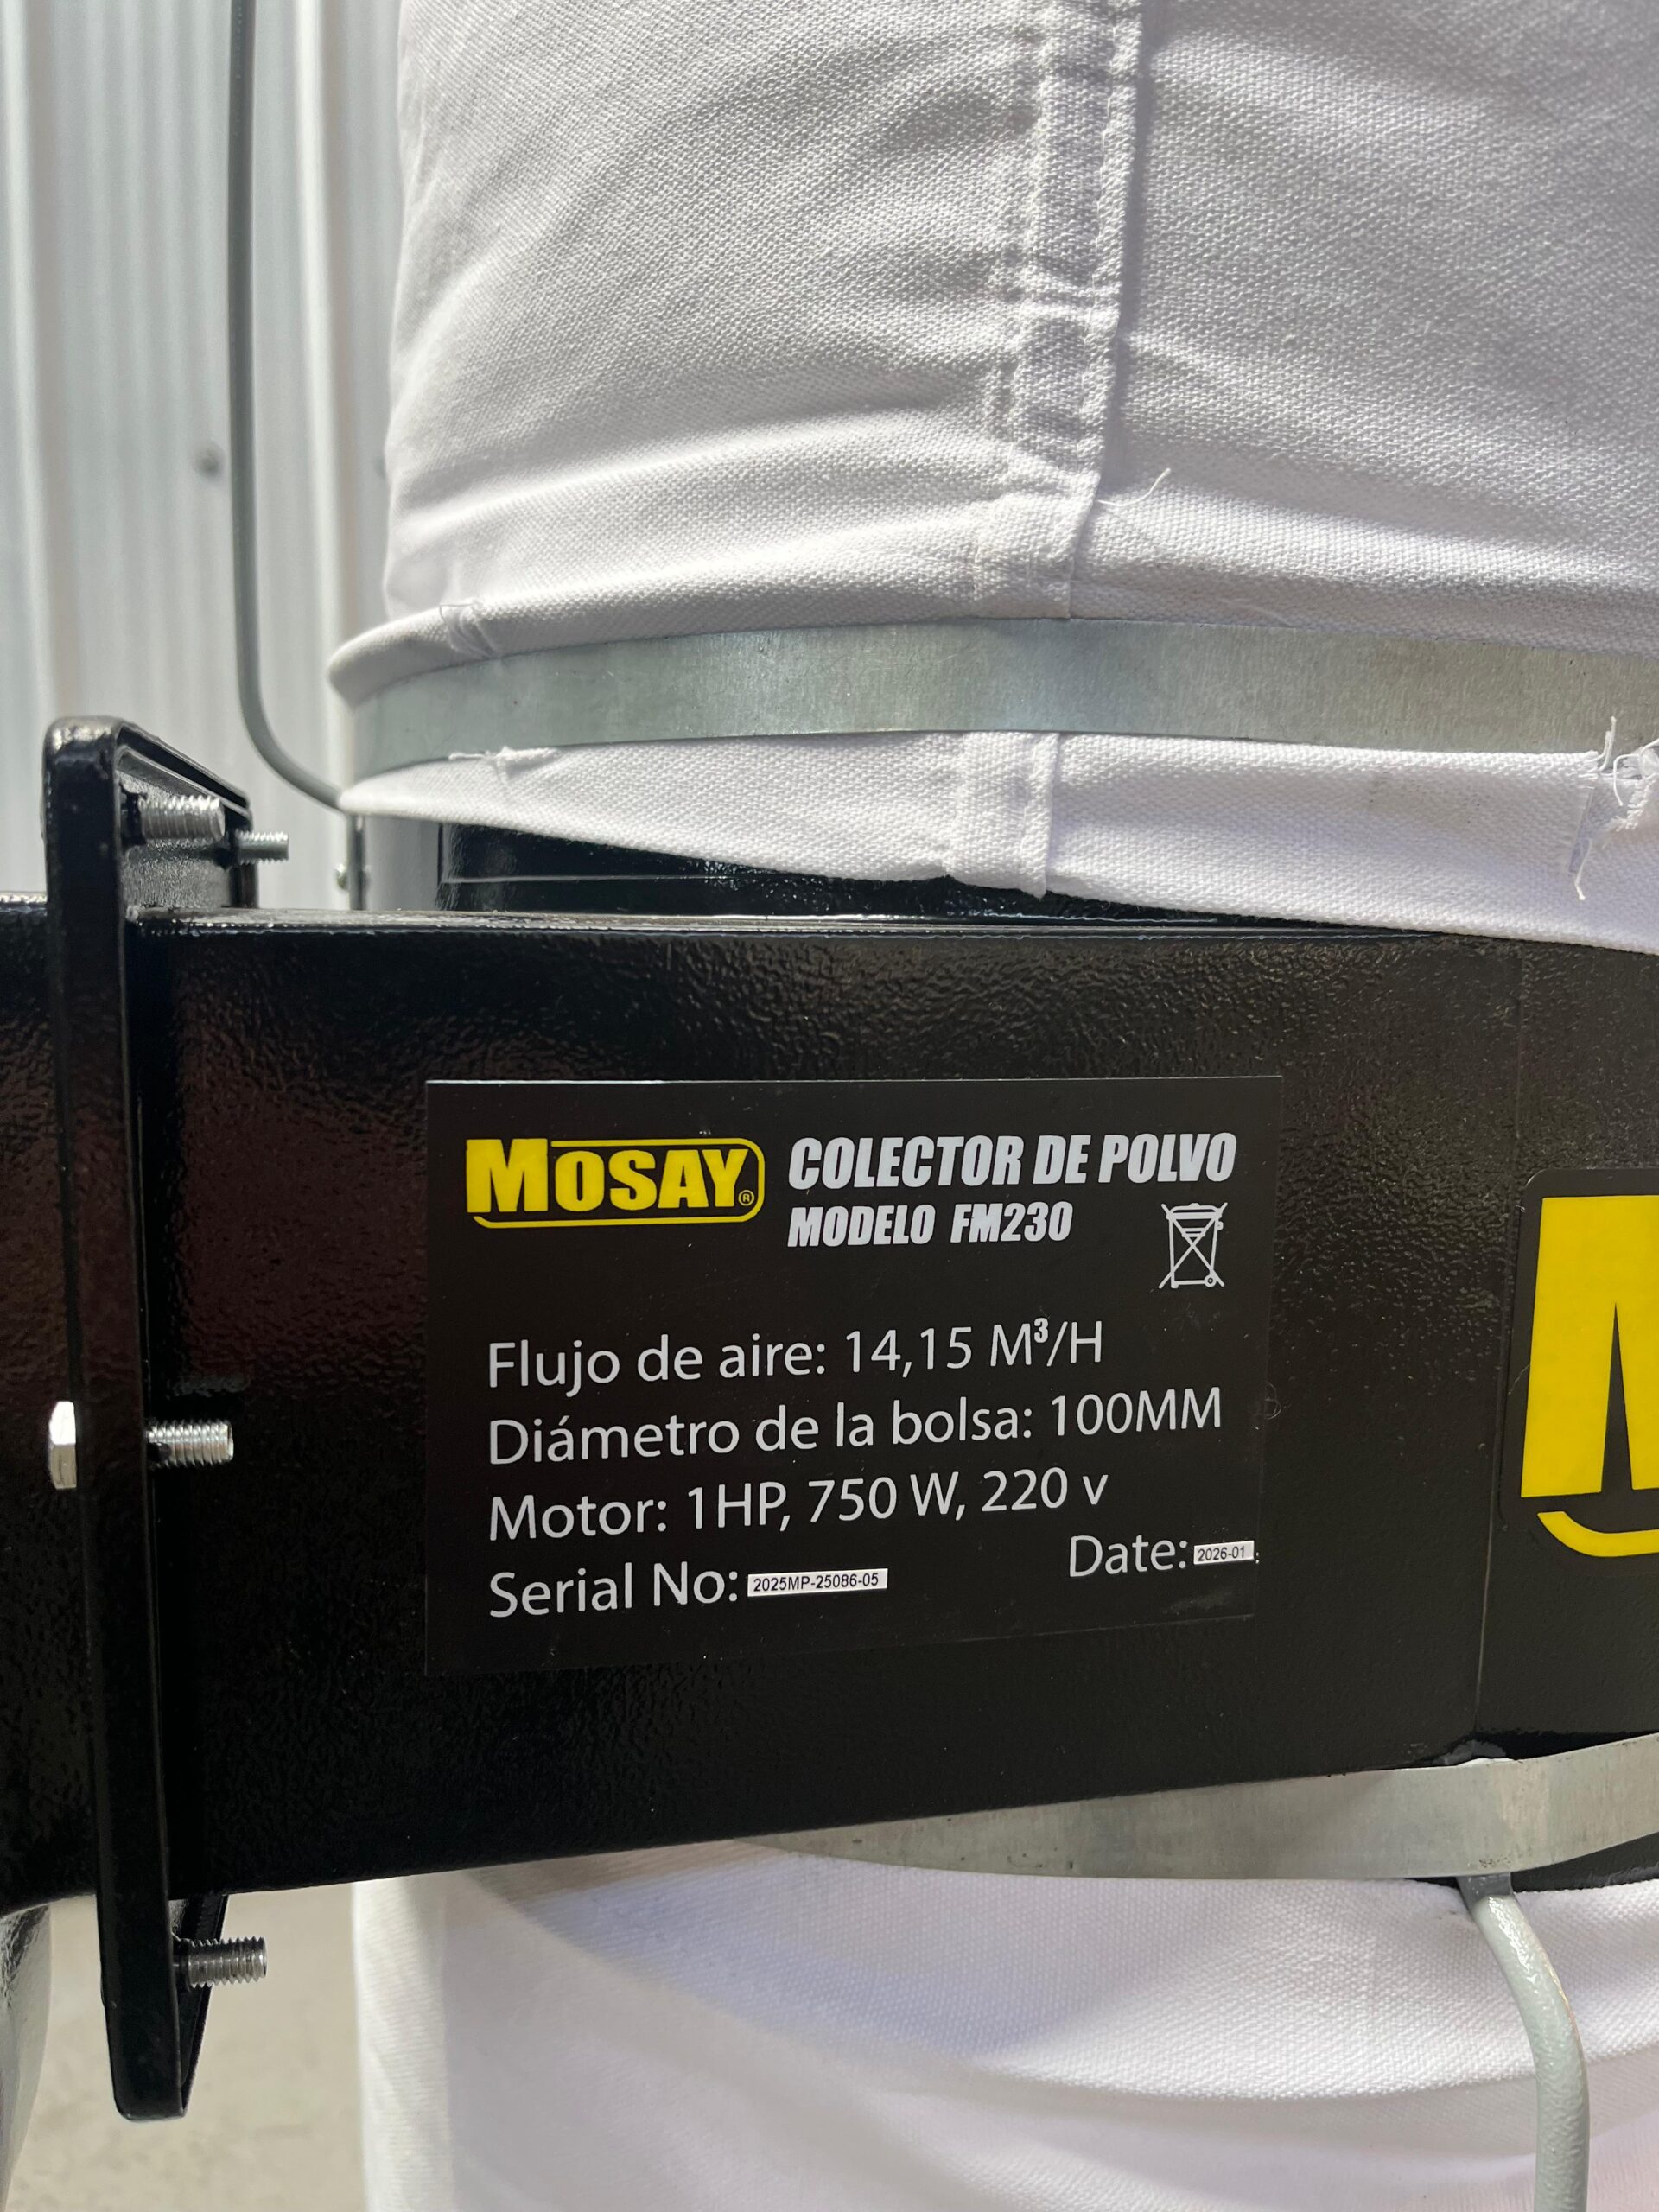 MOSAY® COLECTOR DE POLVO
MODELO FM230
Flujo de aire: 14,15 M³/H
Diámetro de la bolsa: 100MM
Motor: 1HP, 750 W, 220 v
Date: 2026-01
Serial No: 2025MP-25086-05
M